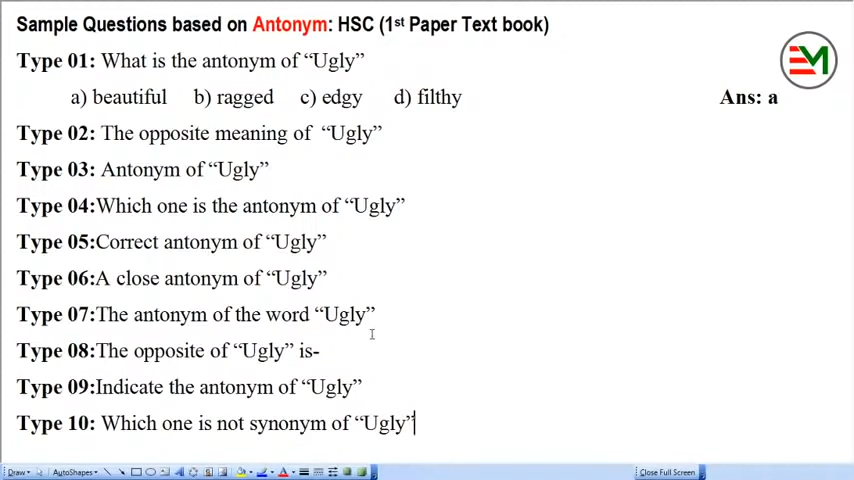 Sample Questions based on Antonym: HSC (1st Paper Text book)
Type 01: What is the antonym of “Ugly”
a) beautiful b) ragged c) edgy d) filthy Ans: a
Type 02: The opposite meaning of “Ugly”
Type 03: Antonym of “Ugly”
Type 04:Which one is the antonym of “Ugly”
Type 05:Correct antonym of “Ugly”
Type 06:A close antonym of “Ugly”
Type 07:The antonym of the word “Ugly”
Type 08:The opposite of “Ugly” is-
Type 09:Indicate the antonym of “Ugly”
Type 10: Which one is not synonym of “Ugly”
Draw AutoShapes Close Full Screen
EM